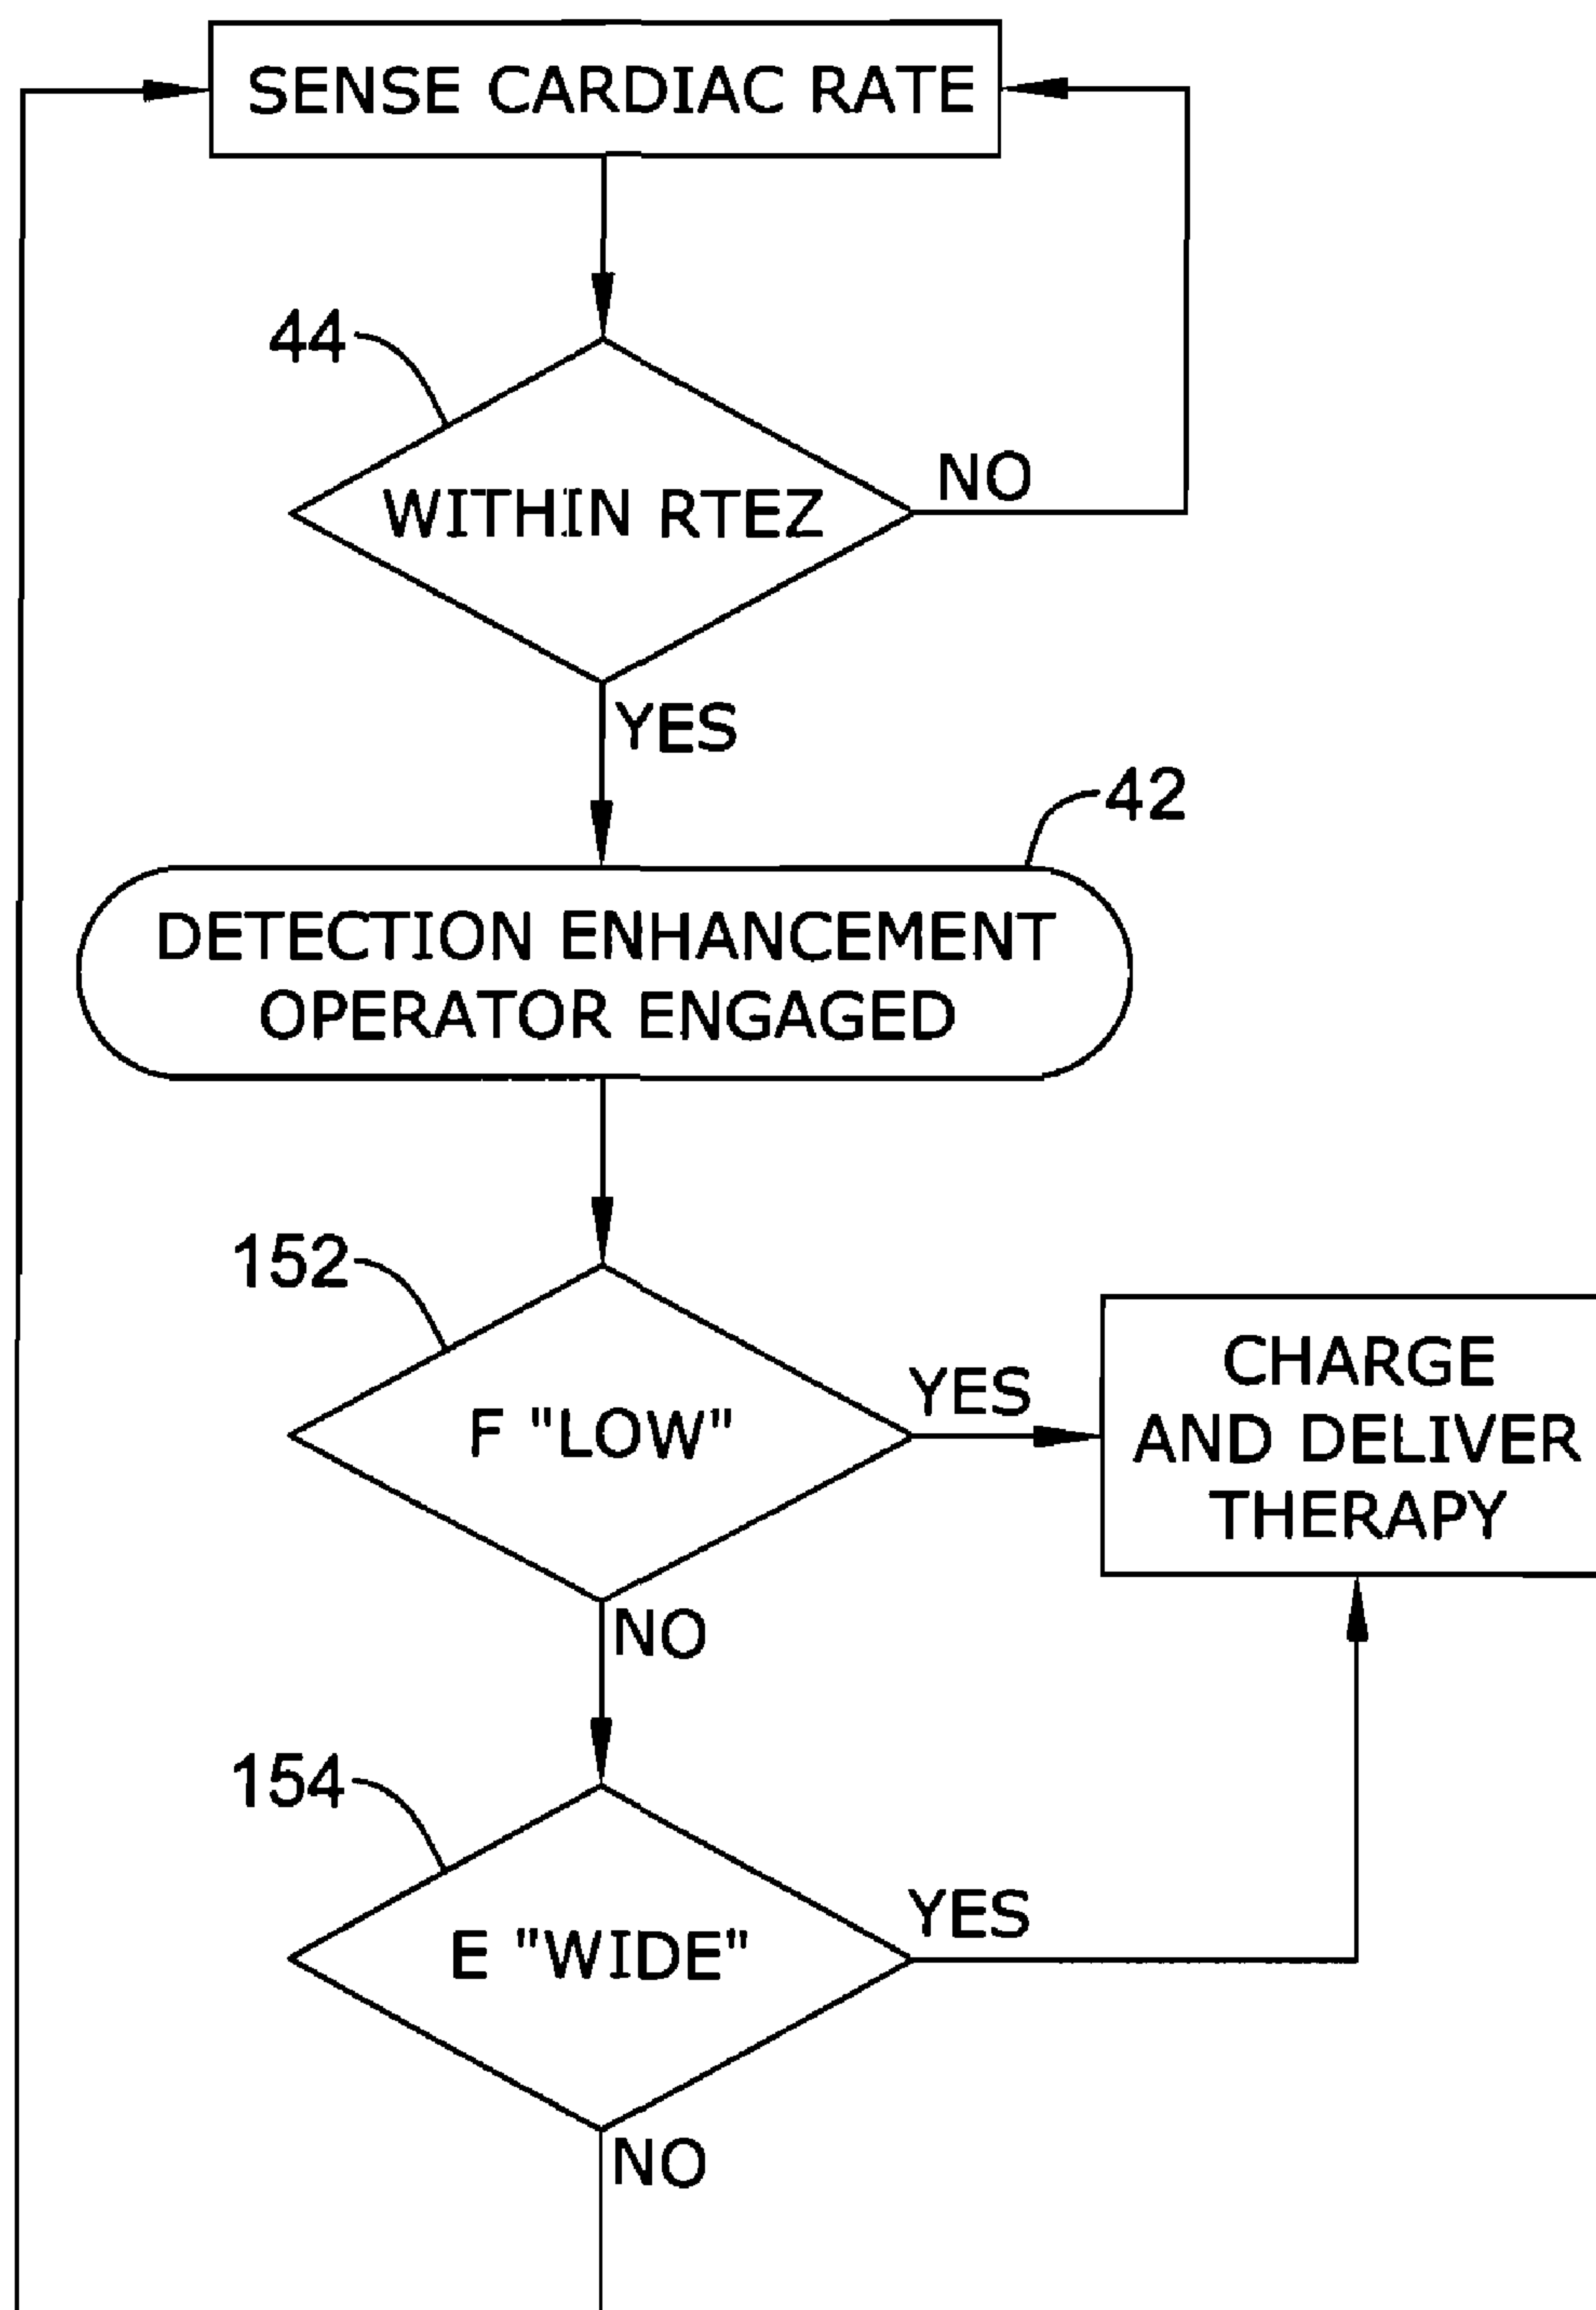 SENSE CARDIAC RATE
44
WITHIN RTEZ
NO
YES
42
DETECTION ENHANCEMENT
OPERATOR ENGAGED
152
F "LOW"
YES
CHARGE
AND DELIVER
THERAPY
NO
154
E "WIDE"
YES
NO